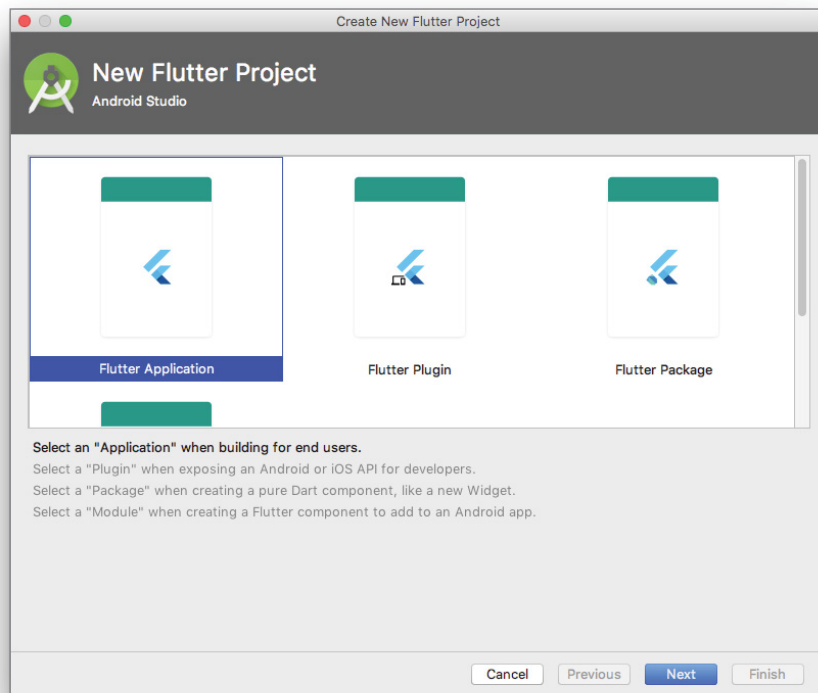 Create New Flutter Project
New Flutter Project
Android Studio
Flutter Application
Flutter Plugin
Flutter Package
Select an "Application" when building for end users.
Select a "Plugin" when exposing an Android or iOS API for developers.
Select a "Package" when creating a pure Dart component, like a new Widget.
Select a "Module" when creating a Flutter component to add to an Android app.
Cancel
Previous
Next
Finish